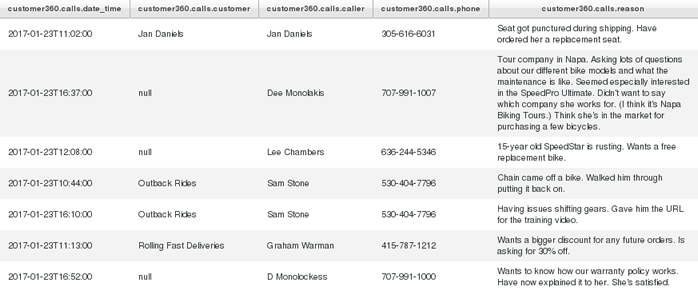 customer360.calls.date_time customer360.calls.customer customer360.calls.caller customer360.calls.phone customer360.calls.reason
2017-01-23T11:02:00 Jan Daniels Jan Daniels 305-616-6031 Seat got punctured during shipping. Have
ordered her a replacement seat.
2017-01-23T16:37:00 null Dee Monolakis 707-991-1007 Tour company in Napa. Asking lots of questions
about our different bike models and what the
maintenance is like. Seemed especially interested
in the SpeedPro Ultimate. Didn't want to say
which company she works for. (I think it's Napa
Biking Tours.) Think she's in the market for
purchasing a few bicycles.
2017-01-23T12:08:00 null Lee Chambers 636-244-5346 15-year old SpeedStar is rusting. Wants a free
replacement bike.
2017-01-23T10:44:00 Outback Rides Sam Stone 530-404-7796 Chain came off a bike. Walked him through
putting it back on.
2017-01-23T16:10:00 Outback Rides Sam Stone 530-404-7796 Having issues shifting gears. Gave him the URL
for the training video.
2017-01-23T11:13:00 Rolling Fast Deliveries Graham Warman 415-787-1212 Wants a bigger discount for any future orders. Is
asking for 30% off.
2017-01-23T16:52:00 null D Monolockess 707-991-1000 Wants to know how our warranty policy works.
Have now explained it to her. She's satisfied.